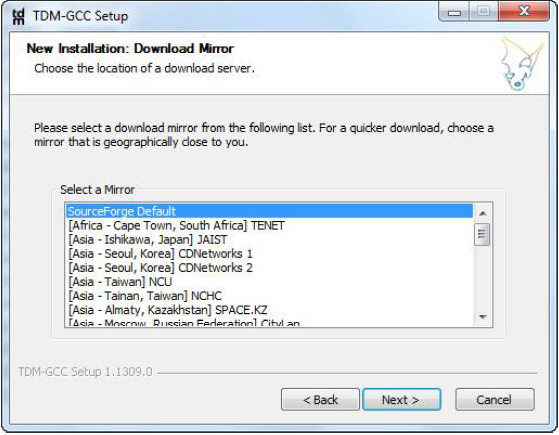 TDM-GCC Setup
New Installation: Download Mirror
Choose the location of a download server.
Please select a download mirror from the following list. For a quicker download, choose a
mirror that is geographically close to you.
Select a Mirror
SourceForge Default
[Africa - Cape Town, South Africa] TENET
[Asia - Ishikawa, Japan] JAIST
[Asia - Seoul, Korea] CDNetworks 1
[Asia - Seoul, Korea] CDNetworks 2
[Asia - Taiwan] NCU
[Asia - Tainan, Taiwan] NCHC
[Asia - Almaty, Kazakhstan] SPACE.KZ
[Asia - Moscow, Russian Federation] CityLan
TDM-GCC Setup 1.1309.0
< Back
Next >
Cancel